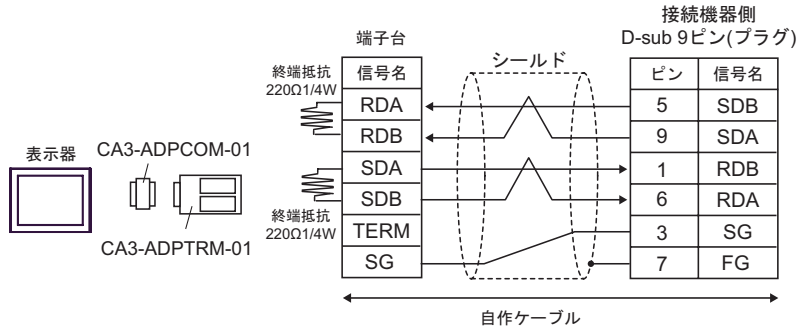 接続機器側
D-sub 9ピン(プラグ)
端子台
シールド
終端抵抗
220Ω1/4W
信号名
ピン
信号名
RDA
5
SDB
RDB
9
SDA
表示器
CA3-ADPCOM-01
SDA
1
RDB
SDB
6
RDA
終端抵抗
220Ω1/4W
TERM
3
SG
CA3-ADPTRM-01
SG
7
FG
自作ケーブル